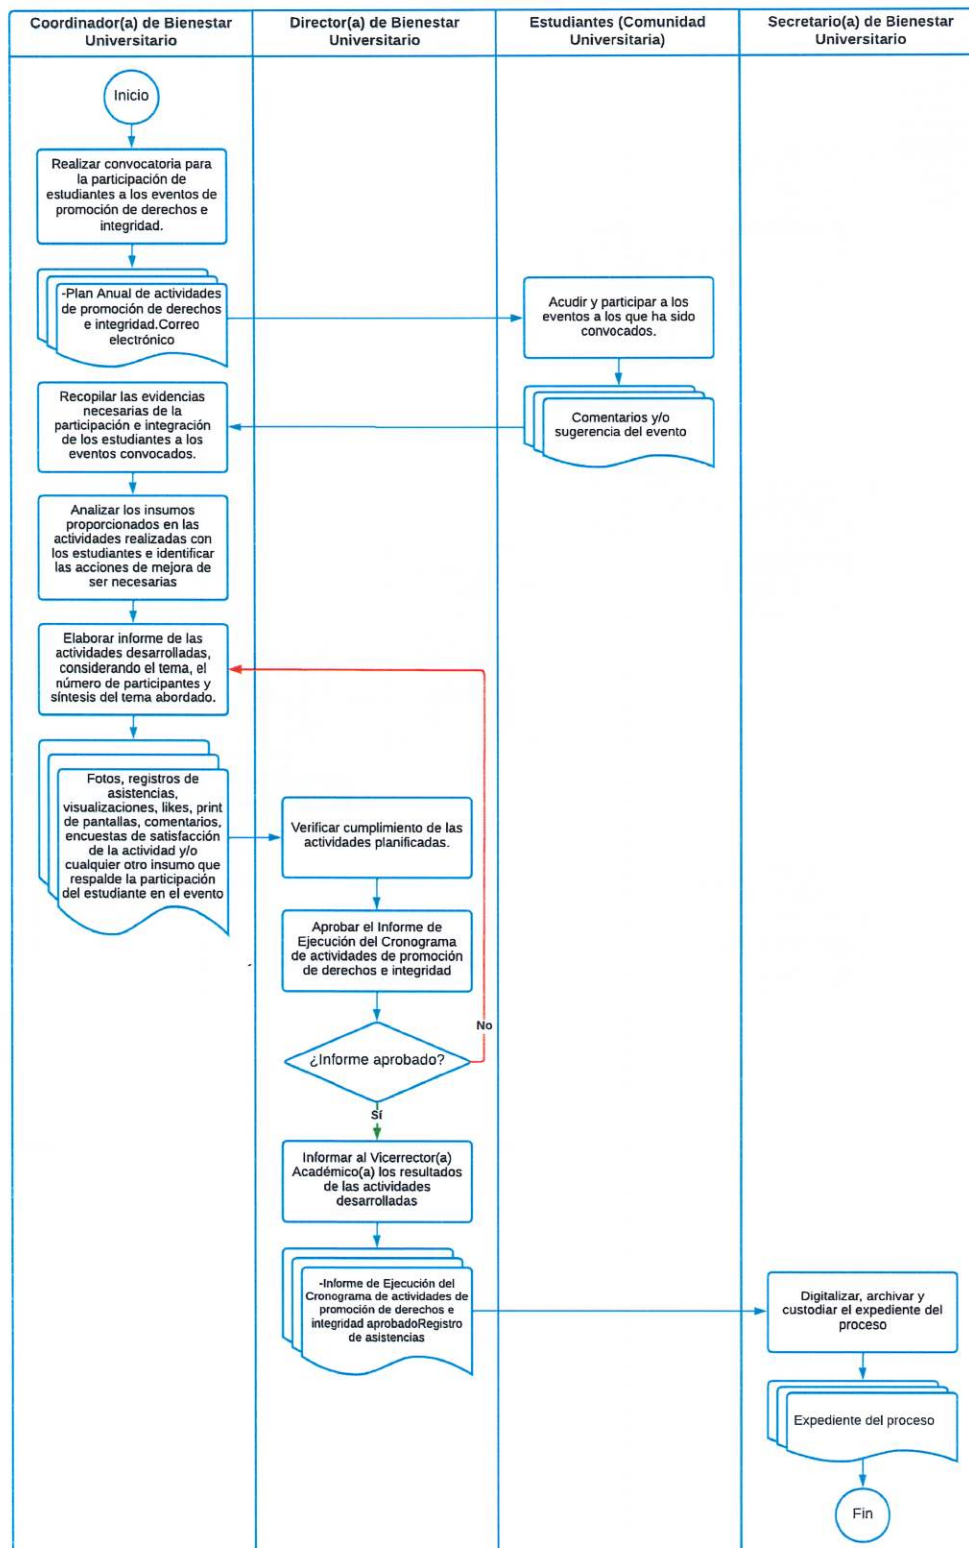 Coordinador(a) de Bienestar
Universitario
Director(a) de Bienestar
Universitario
Estudiantes (Comunidad
Universitaria)
Secretario(a) de Bienestar
Universitario
Inicio
Realizar convocatoria para
la participación de
estudiantes a los eventos de
promoción de derechos e
integridad.
-Plan Anual de actividades
de promoción de derechos
e integridad.Correo
electrónico
Acudir y participar a los
eventos a los que ha sido
convocados.
Comentarios y/o
sugerencia del evento
Recopilar las evidencias
necesarias de la
participación e integración
de los estudiantes a los
eventos convocados.
Analizar los insumos
proporcionados en las
actividades realizadas con
los estudiantes e identificar
las acciones de mejora de
ser necesarias
Elaborar informe de las
actividades desarrolladas,
considerando el tema, el
número de participantes y
síntesis del tema abordado.
Fotos, registros de
asistencias,
visualizaciones, likes, print
de pantallas, comentarios,
encuestas de satisfacción
de la actividad y/o
cualquier otro insumo que
respalde la participación
del estudiante en el evento
Verificar cumplimiento de las
actividades planificadas.
Aprobar el Informe de
Ejecución del Cronograma
de actividades de promoción
de derechos e integridad
No
¿Informe aprobado?
Sí
Informar al Vicerrector(a)
Académico(a) los resultados
de las actividades
desarrolladas
-Informe de Ejecución del
Cronograma de actividades de
promoción de derechos e
integridad aprobadoRegistro
de asistencias
Digitalizar, archivar y
custodiar el expediente del
proceso
Expediente del proceso
Fin